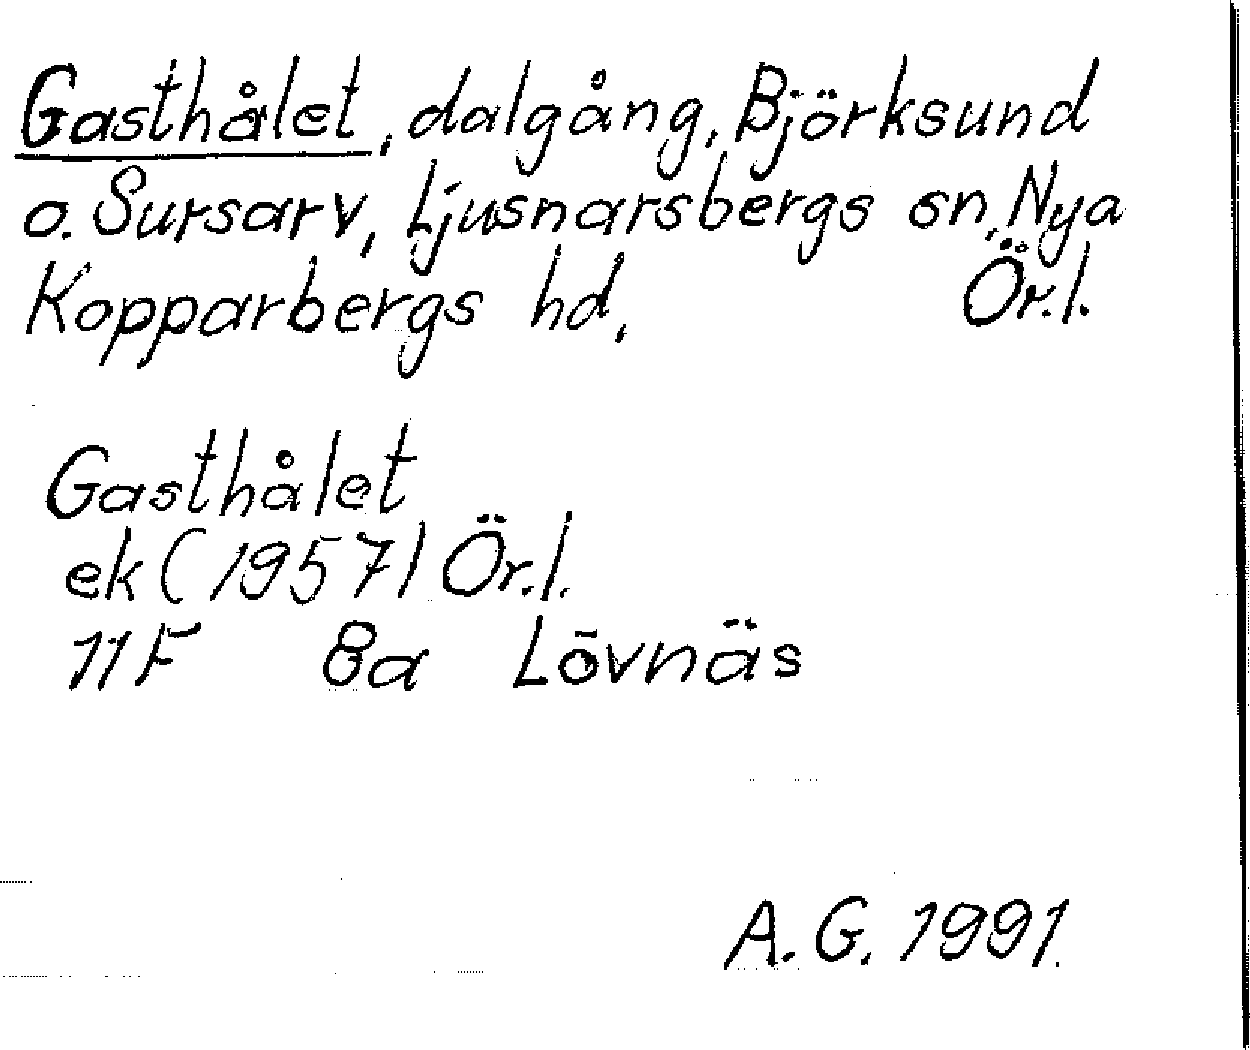 Gasthålet, dalgång, Björksund
o. Sursarv, Ljusnarsbergs sn, Nya
Kopparbergs hd, Ör.l.
Gasthålet
ek (1957) Ör.l.
11F 8a Lövnäs
A.G. 1991.